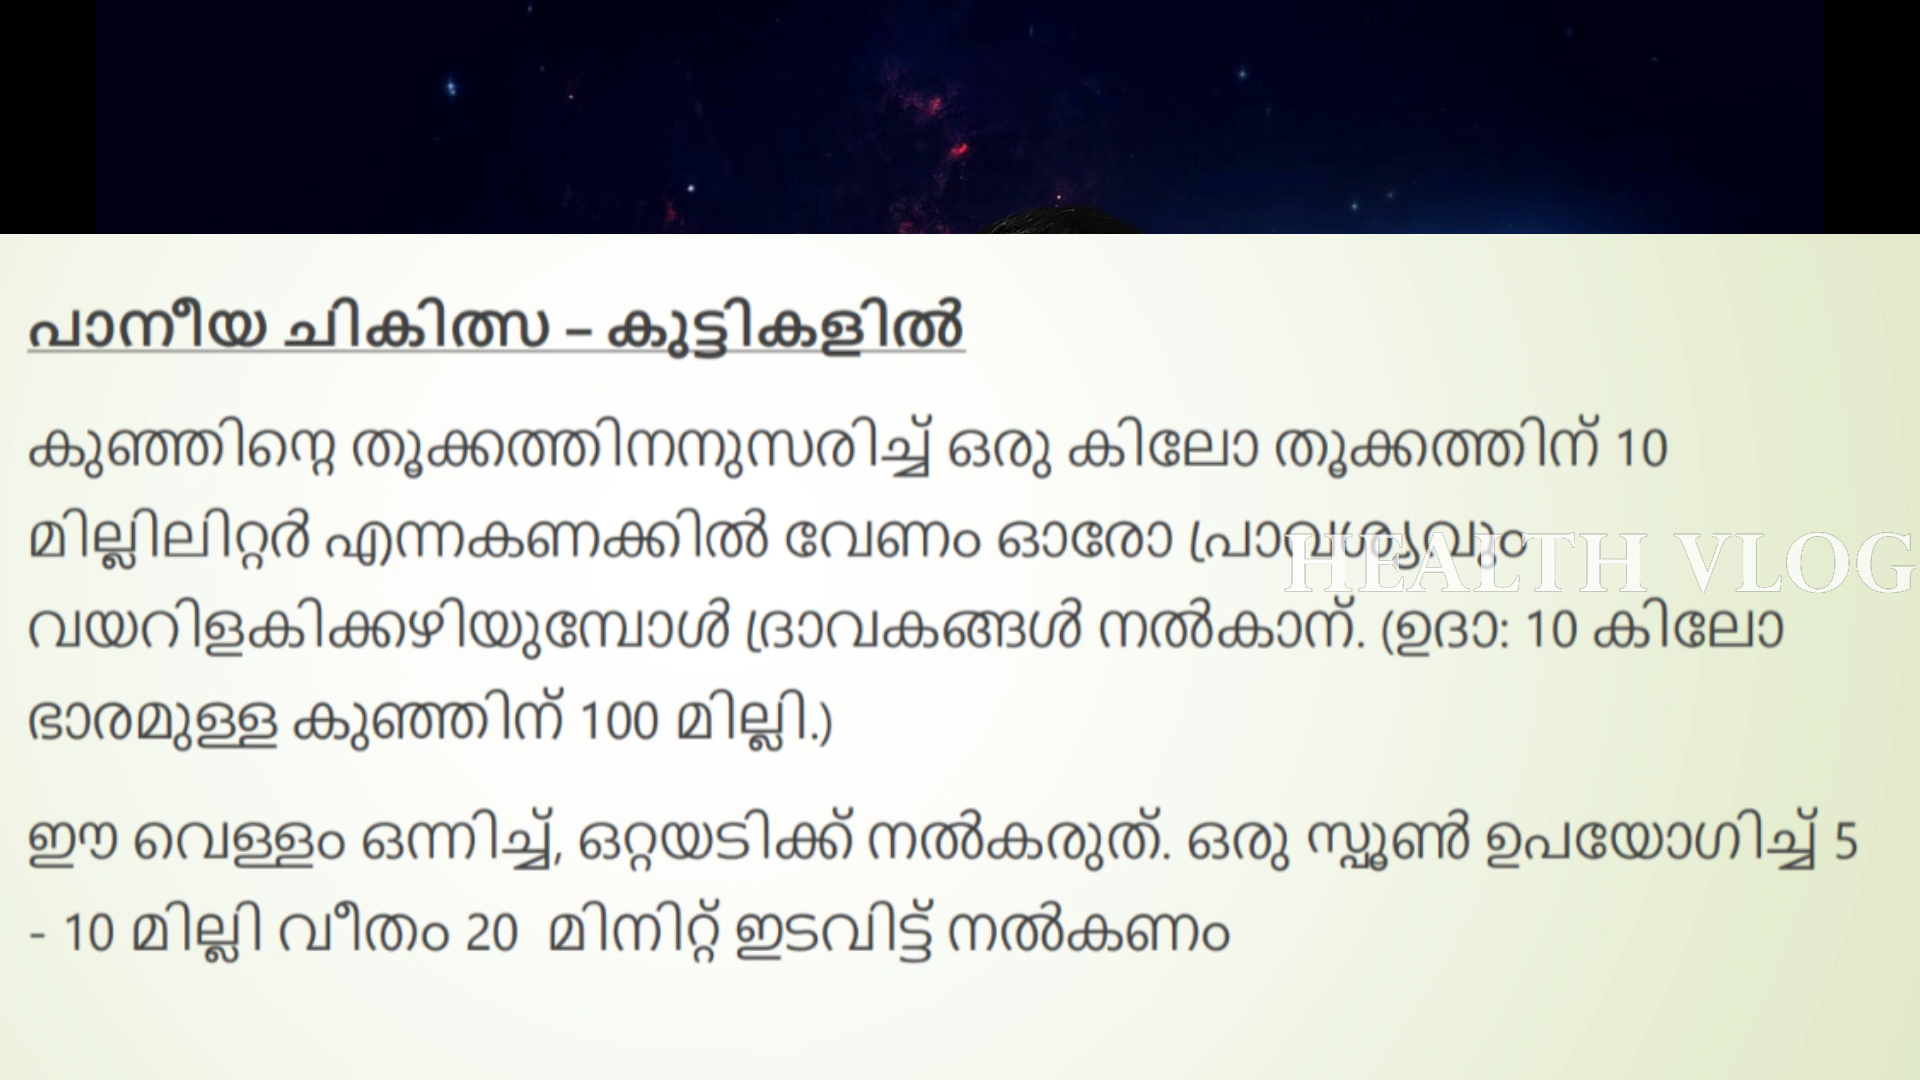 പാനീയ ചികിത്സ – കുട്ടികളിൽ
കുഞ്ഞിന്റെ തൂക്കത്തിനനുസരിച്ച് ഒരു കിലോ തൂക്കത്തിന് 10
മില്ലിലിറ്റർ എന്നകണക്കിൽ വേണം ഓരോ പ്രാവശ്യവും
HEALTH VLOG
വയറിളകിക്കഴിയുമ്പോൾ ദ്രാവകങ്ങൾ നൽകാന്. (ഉദാ: 10 കിലോ
ഭാരമുള്ള കുഞ്ഞിന് 100 മില്ലി.)
ഈ വെള്ളം ഒന്നിച്ച്, ഒറ്റയടിക്ക് നൽകരുത്. ഒരു സ്പൂൺ ഉപയോഗിച്ച് 5
- 10 മില്ലി വീതം 20 മിനിറ്റ് ഇടവിട്ട് നൽകണം